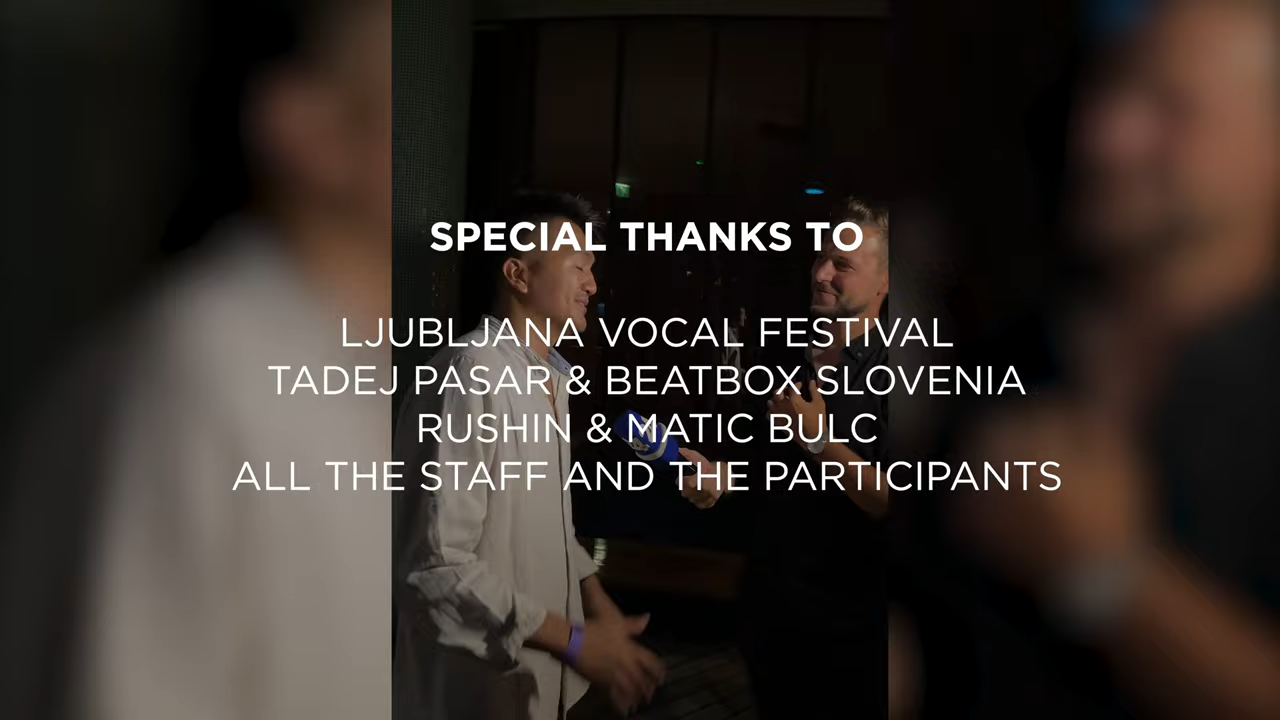 SPECIAL THANKS TO
LJUBLJANA VOCAL FESTIVAL
TADEJ PASAR & BEATBOX SLOVENIA
RUSHIN & MATIC BULC
ALL THE STAFF AND THE PARTICIPANTS